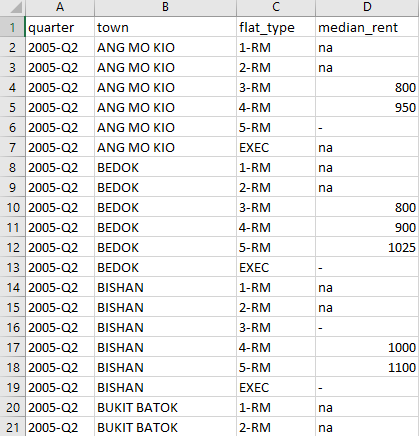 A B C D
1 quarter town flat_type median_rent
2 2005-Q2 ANG MO KIO 1-RM na
3 2005-Q2 ANG MO KIO 2-RM na
4 2005-Q2 ANG MO KIO 3-RM 800
5 2005-Q2 ANG MO KIO 4-RM 950
6 2005-Q2 ANG MO KIO 5-RM -
7 2005-Q2 ANG MO KIO EXEC na
8 2005-Q2 BEDOK 1-RM na
9 2005-Q2 BEDOK 2-RM na
10 2005-Q2 BEDOK 3-RM 800
11 2005-Q2 BEDOK 4-RM 900
12 2005-Q2 BEDOK 5-RM 1025
13 2005-Q2 BEDOK EXEC -
14 2005-Q2 BISHAN 1-RM na
15 2005-Q2 BISHAN 2-RM na
16 2005-Q2 BISHAN 3-RM -
17 2005-Q2 BISHAN 4-RM 1000
18 2005-Q2 BISHAN 5-RM 1100
19 2005-Q2 BISHAN EXEC -
20 2005-Q2 BUKIT BATOK 1-RM na
21 2005-Q2 BUKIT BATOK 2-RM na